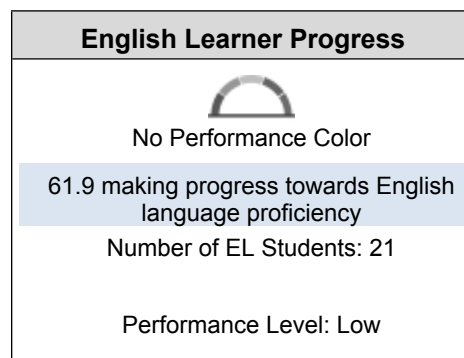 English Learner Progress
No Performance Color
61.9 making progress towards English
language proficiency
Number of EL Students: 21
Performance Level: Low